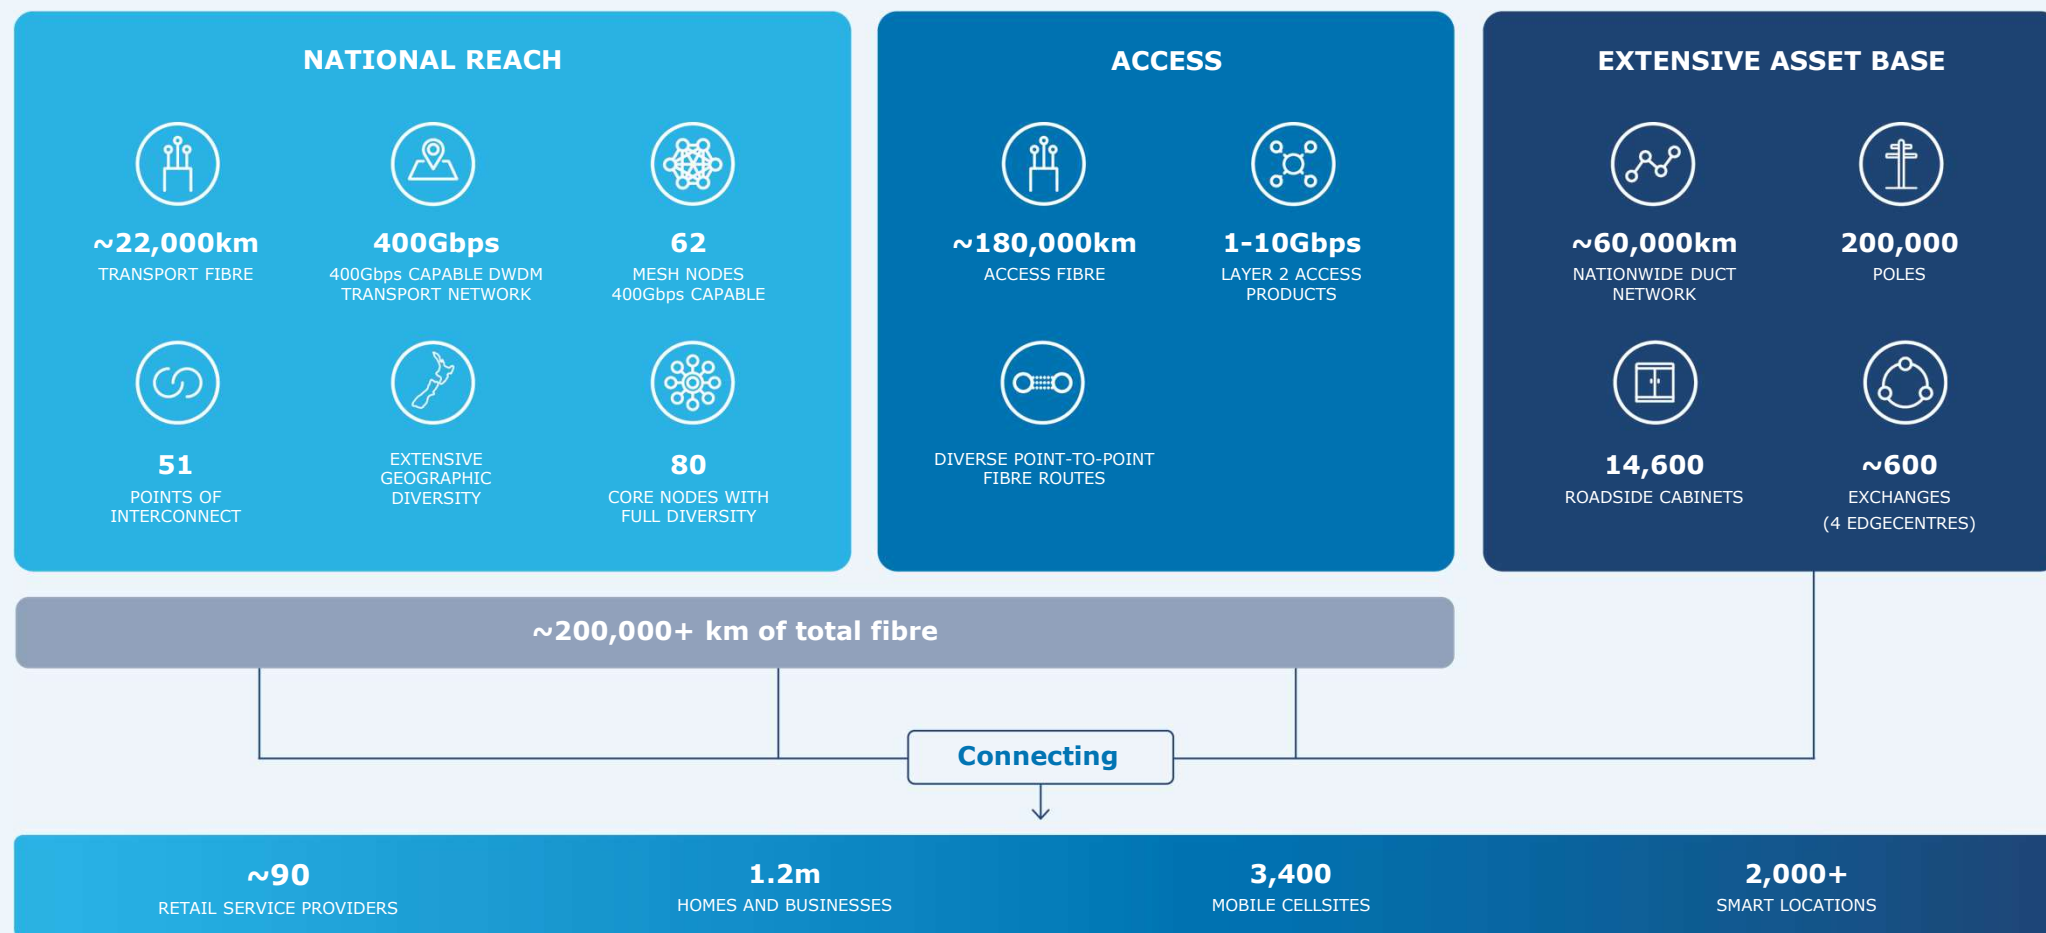 NATIONAL REACH
~22,000km
TRANSPORT FIBRE
400Gbps
400Gbps CAPABLE DWDM
TRANSPORT NETWORK
62
MESH NODES
400Gbps CAPABLE
51
POINTS OF
INTERCONNECT
EXTENSIVE
GEOGRAPHIC
DIVERSITY
80
CORE NODES WITH
FULL DIVERSITY
ACCESS
~180,000km
ACCESS FIBRE
1-10Gbps
LAYER 2 ACCESS
PRODUCTS
DIVERSE POINT-TO-POINT
FIBRE ROUTES
EXTENSIVE ASSET BASE
~60,000km
NATIONWIDE DUCT
NETWORK
200,000
POLES
14,600
ROADSIDE CABINETS
~600
EXCHANGES
(4 EDGECENTRES)
~200,000+ km of total fibre
Connecting
~90
RETAIL SERVICE PROVIDERS
1.2m
HOMES AND BUSINESSES
3,400
MOBILE CELLSITES
2,000+
SMART LOCATIONS